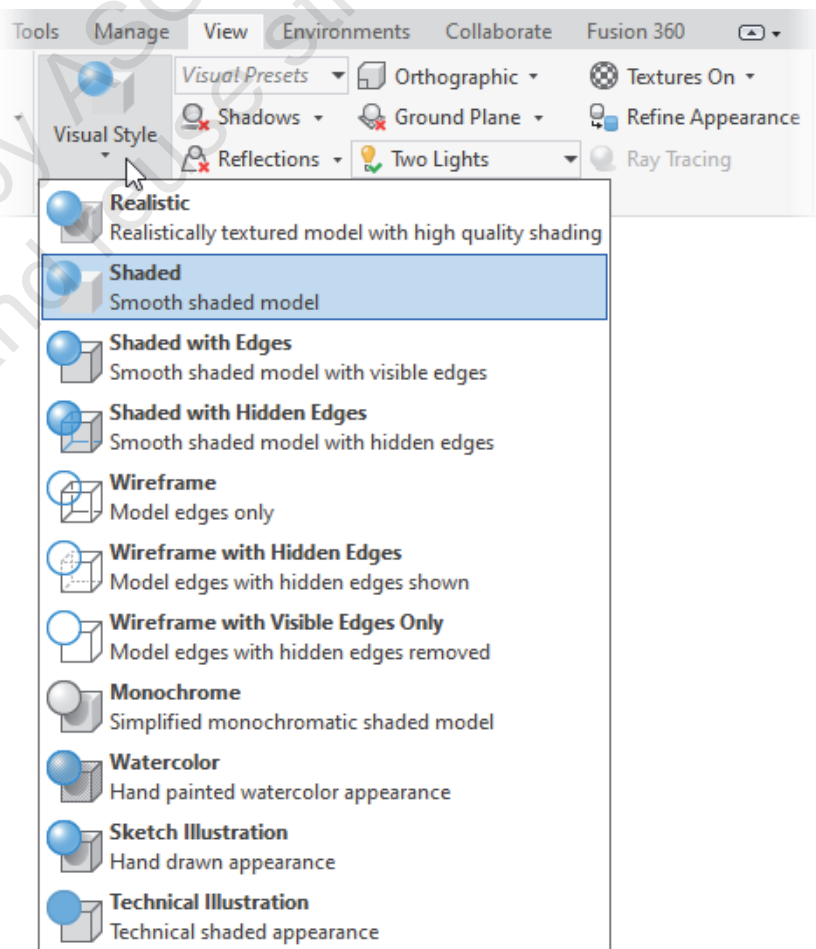 Tools Manage View Environments Collaborate Fusion 360
Visual Style
Visual Presets Orthographic Textures On
Shadows Ground Plane Refine Appearance
Reflections Two Lights Ray Tracing
Realistic
Realistically textured model with high quality shading
Shaded
Smooth shaded model
Shaded with Edges
Smooth shaded model with visible edges
Shaded with Hidden Edges
Smooth shaded model with hidden edges
Wireframe
Model edges only
Wireframe with Hidden Edges
Model edges with hidden edges shown
Wireframe with Visible Edges Only
Model edges with hidden edges removed
Monochrome
Simplified monochromatic shaded model
Watercolor
Hand painted watercolor appearance
Sketch Illustration
Hand drawn appearance
Technical Illustration
Technical shaded appearance
by ASC
and reuse